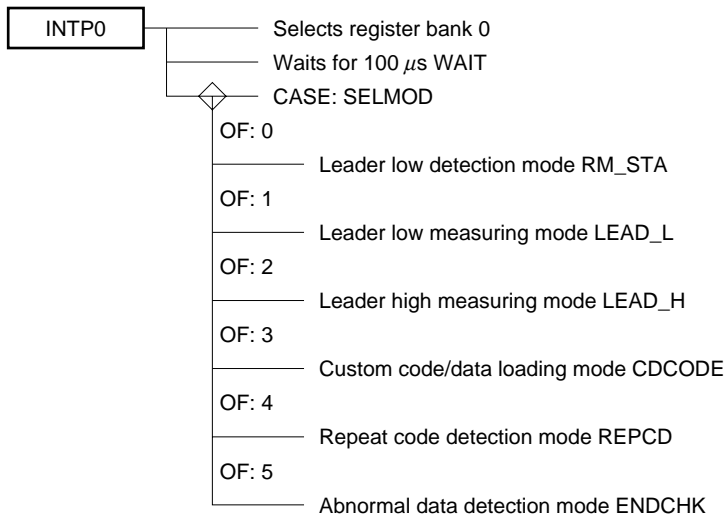 INTP0
Selects register bank 0
Waits for 100 μs WAIT
CASE: SELMOD
OF: 0
Leader low detection mode RM_STA
OF: 1
Leader low measuring mode LEAD_L
OF: 2
Leader high measuring mode LEAD_H
OF: 3
Custom code/data loading mode CDCODE
OF: 4
Repeat code detection mode REPCD
OF: 5
Abnormal data detection mode ENDCHK